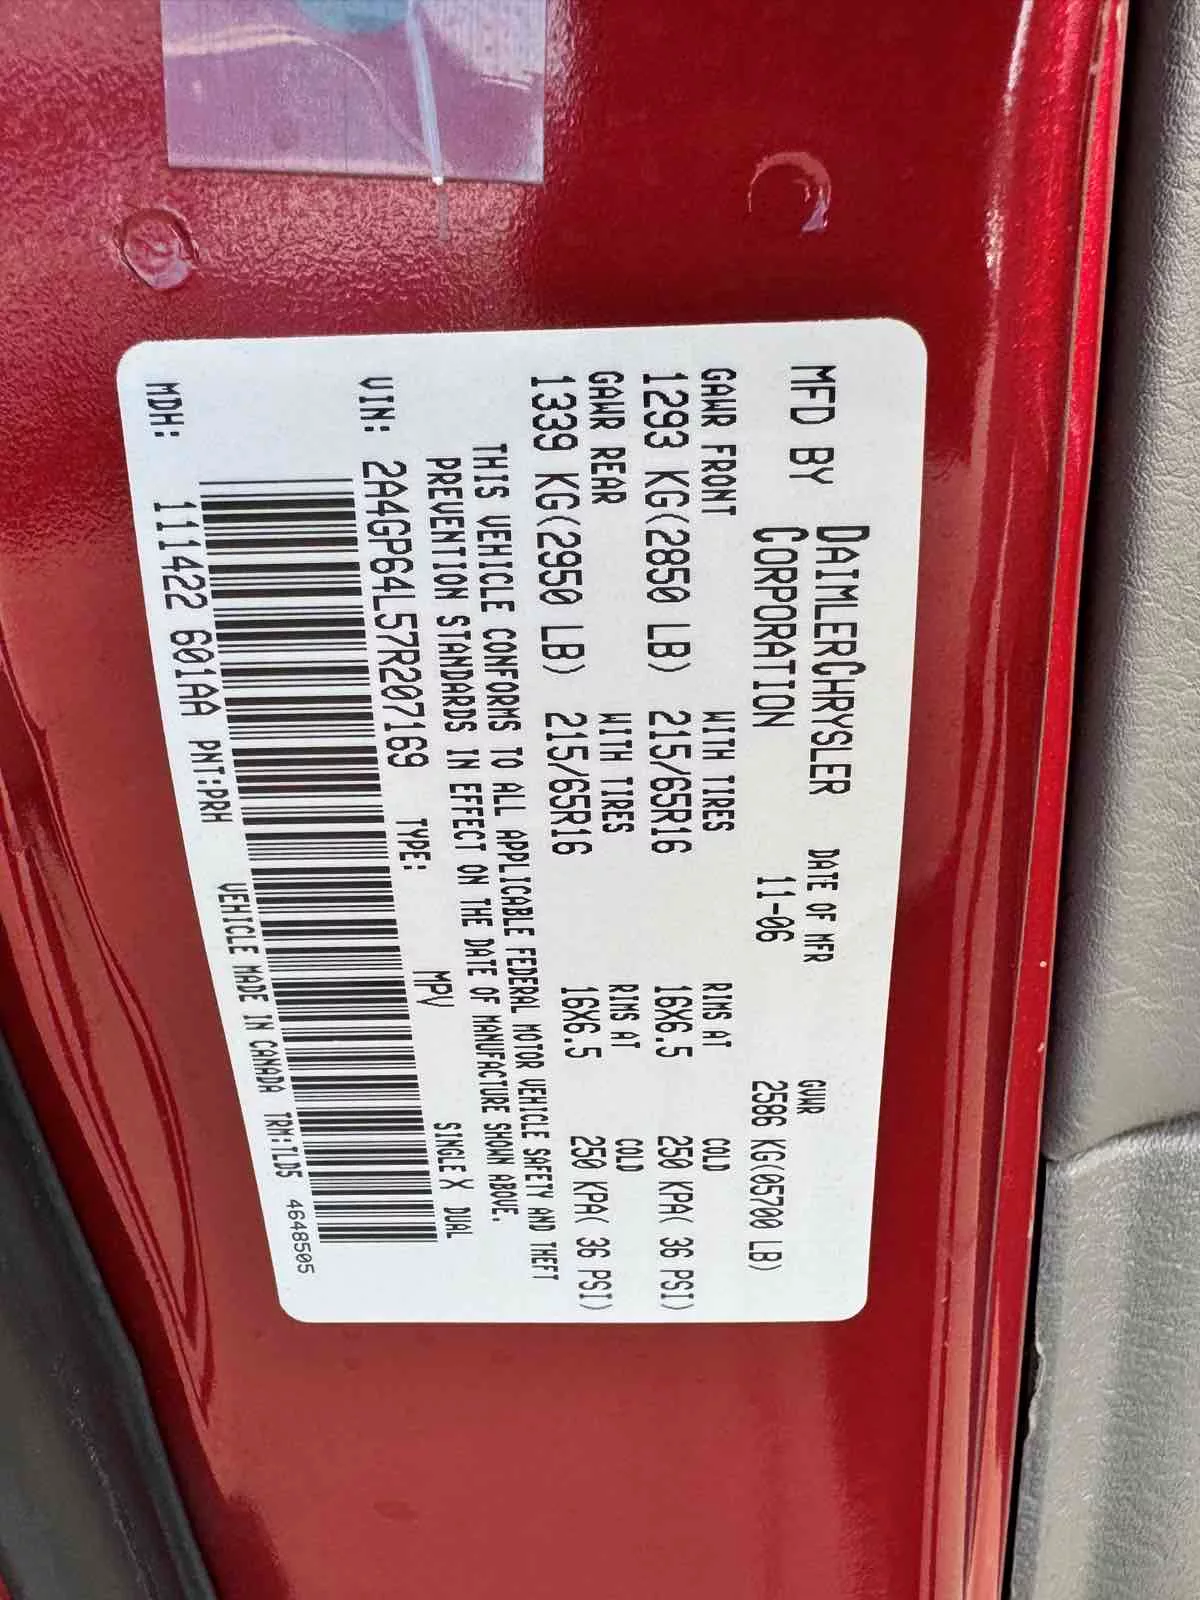 MFD BY DAIMLERCHRYSLER CORPORATION DATE OF MFR 11-06 GVWR 2586 KG(05700 LB)
GAWR FRONT WITH TIRES RIMS AT COLD
1293 KG(2850 LB) 215/65R16 16X6.5 250 KPA( 36 PSI)
GAWR REAR WITH TIRES RIMS AT COLD
1339 KG(2950 LB) 215/65R16 16X6.5 250 KPA( 36 PSI)
THIS VEHICLE CONFORMS TO ALL APPLICABLE FEDERAL MOTOR VEHICLE SAFETY AND THEFT
PREVENTION STANDARDS IN EFFECT ON THE DATE OF MANUFACTURE SHOWN ABOVE.
VIN: 2A4GP64L57R207169 TYPE: MPV SINGLE X DUAL
MDH: 111422 601AA PNT:PRH VEHICLE MADE IN CANADA TRM:TLD5 4648505